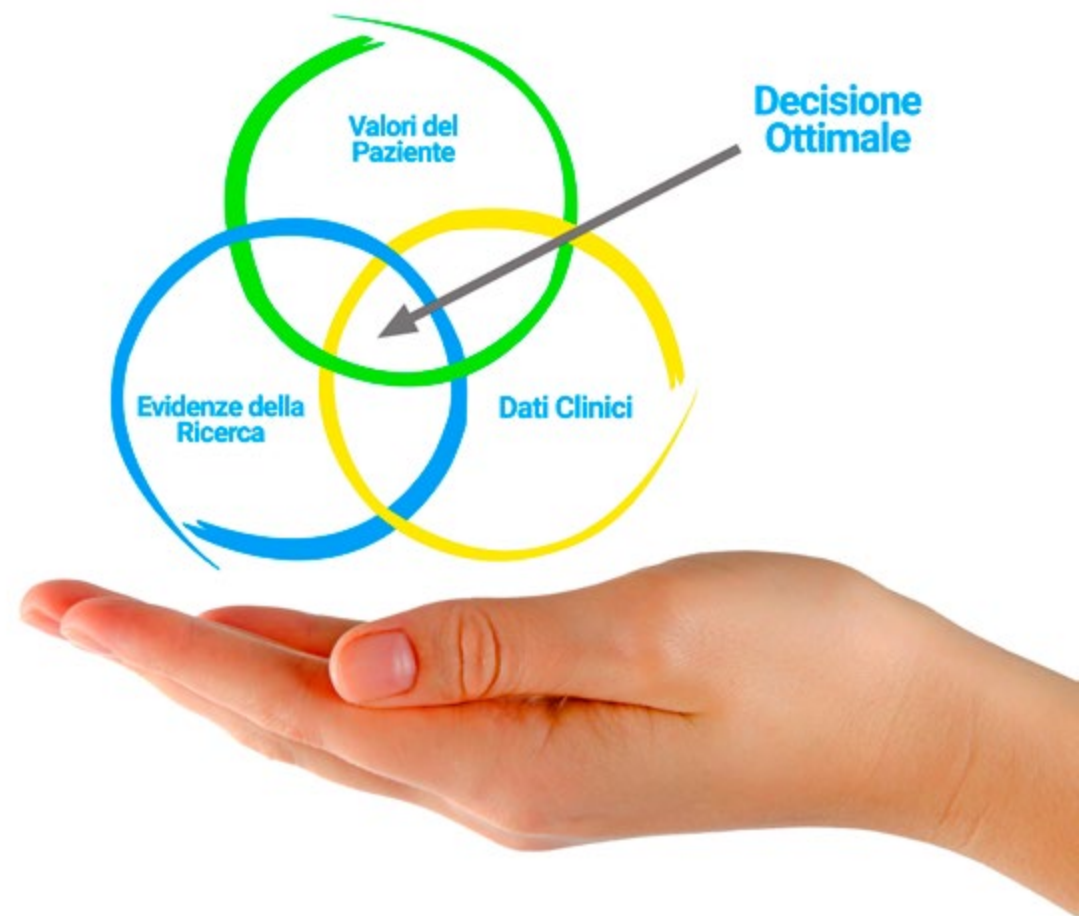 Valori del
Paziente
Decisione
Ottimale
Evidenze della
Ricerca
Dati Clinici